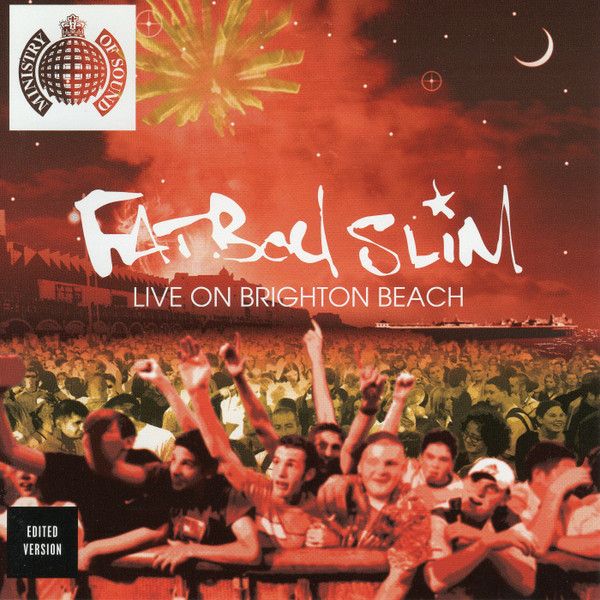 MINISTRY
OF SOUND
FATBOY SLIM
LIVE ON BRIGHTON BEACH
EDITED
VERSION